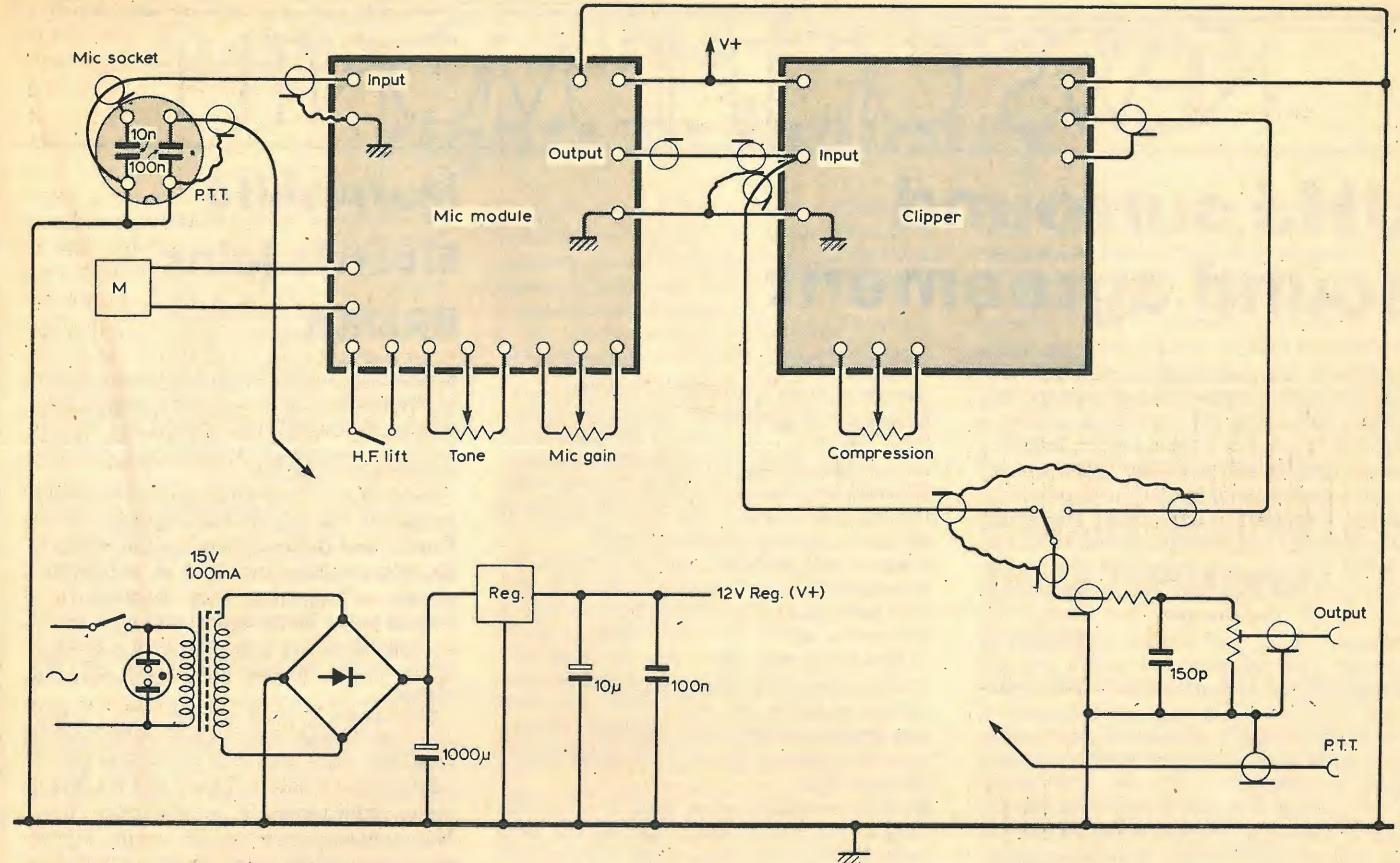 Mic socket
10n
100n
P.T.T.
Input
V+
Output
Input
Mic module
Clipper
M
H.F. lift
Tone
Mic gain
Compression
15V
100mA
Reg.
12V Reg. (V+)
10µ
100n
1000µ
150p
Output
P.T.T.